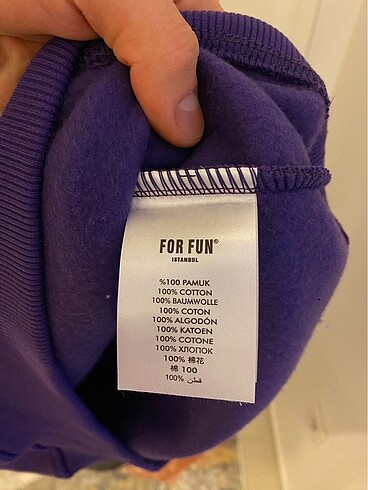 FOR FUN®
ISTANBUL
%100 PAMUK
100% COTTON
100% BAUMWOLLE
100% COTON
100% ALGODÓN
100% KATOEN
100% COTONE
100% ХЛОПОК
100% 棉花
棉 100
100% قطن